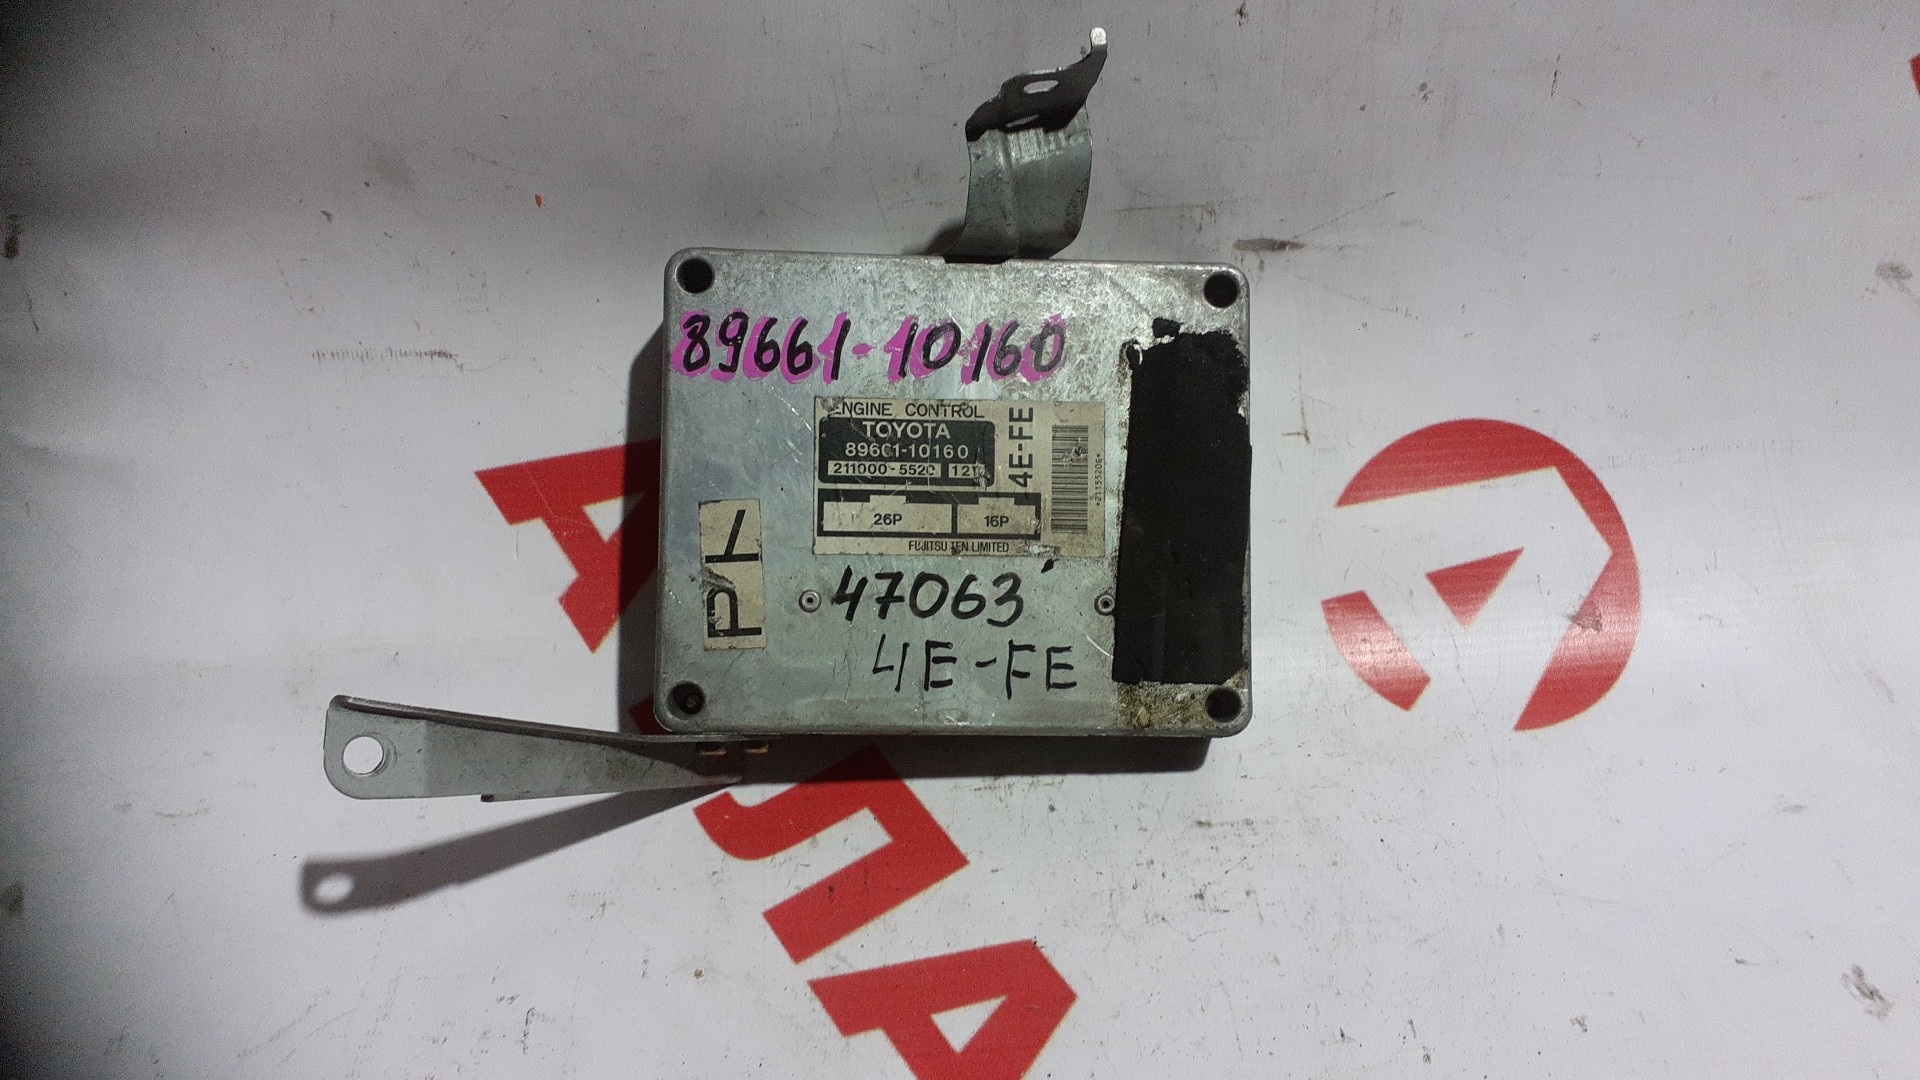 89661-10160
ENGINE CONTROL
TOYOTA
89661-10160
211000-5520 12V
4E-FE
26P 16P
FUJITSU TEN LIMITED
47063
4E-FE